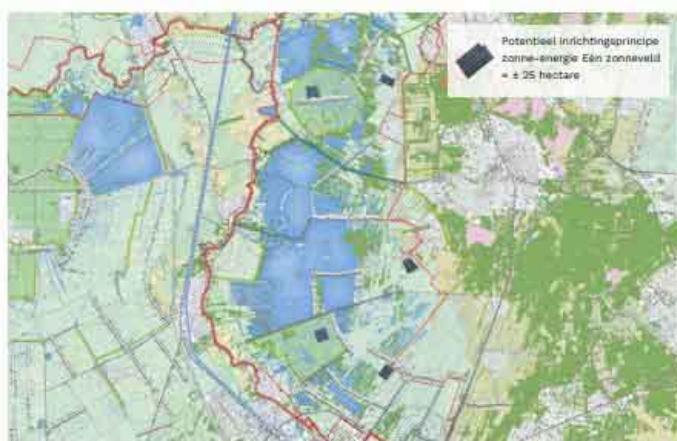 Potentieel inrichtingsprincipe
zonne-energie Eén zonneveld
= ± 25 hectare